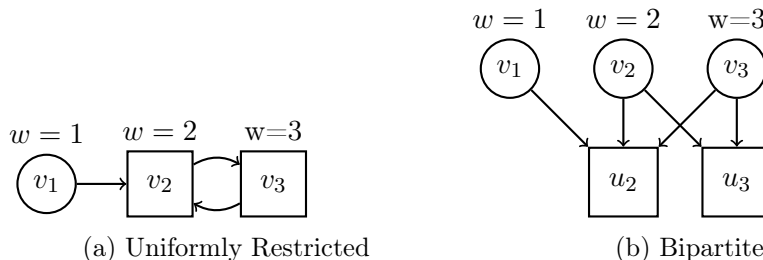 w = 1 w = 2 w=3
v1 v2 v3
w = 1 w = 2 w=3
v1 v2 v3
u2 u3
(a) Uniformly Restricted (b) Bipartite